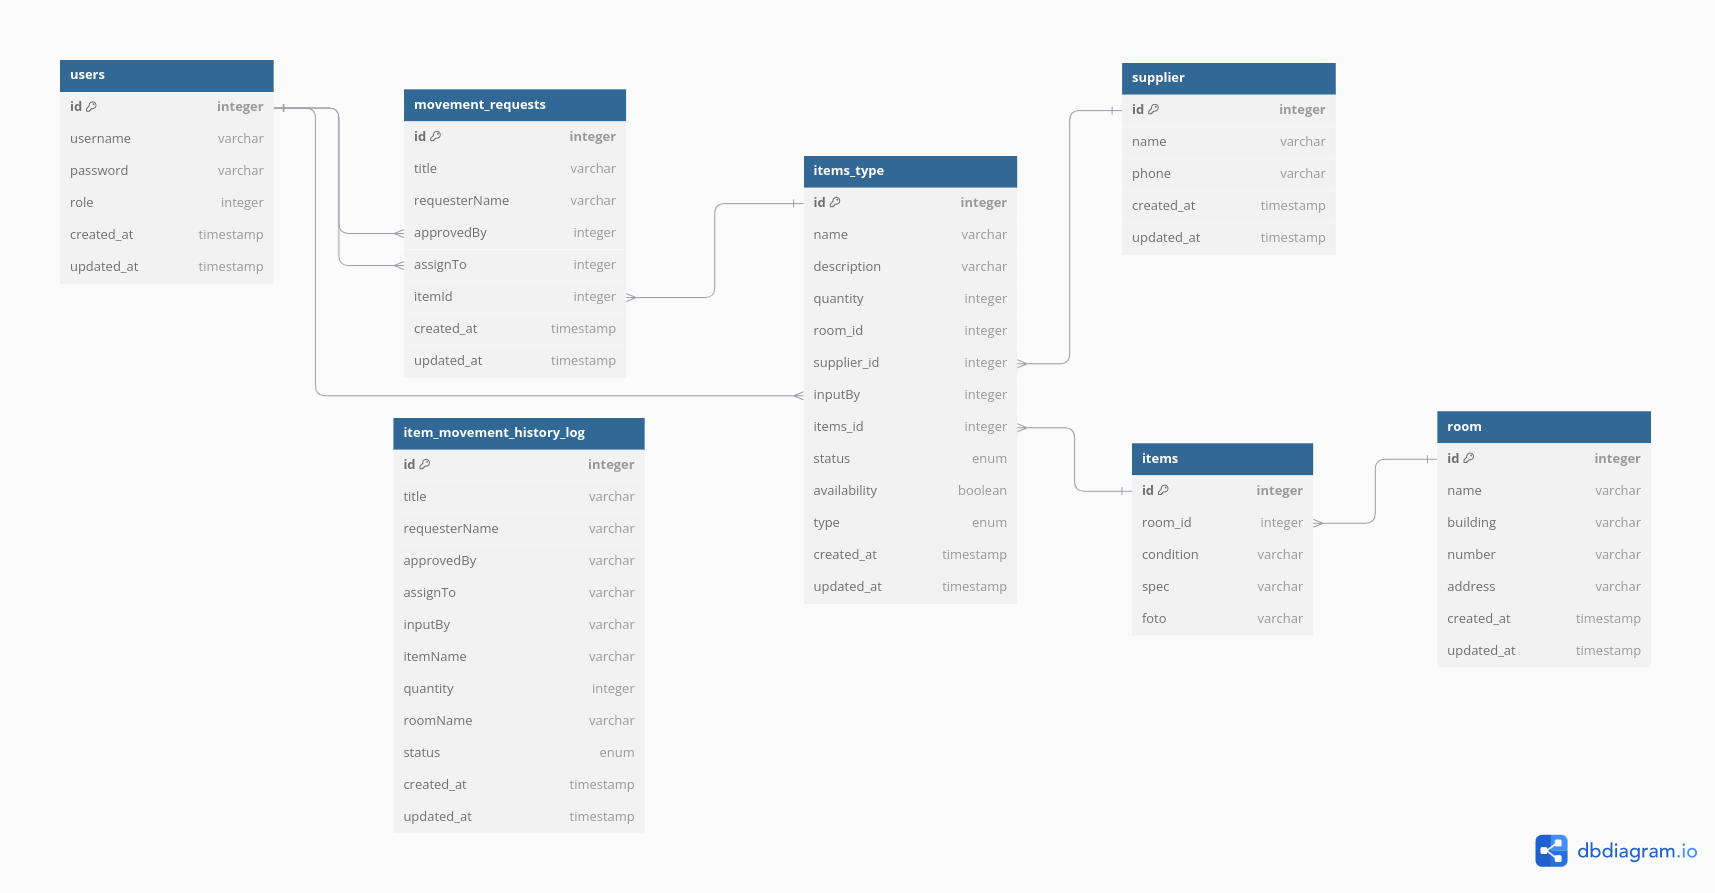 users
id integer
username varchar
password varchar
role integer
created_at timestamp
updated_at timestamp
movement_requests
id integer
title varchar
requesterName varchar
approvedBy integer
assignTo integer
itemId integer
created_at timestamp
updated_at timestamp
item_movement_history_log
id integer
title varchar
requesterName varchar
approvedBy varchar
assignTo varchar
inputBy varchar
itemName varchar
quantity integer
roomName varchar
status enum
created_at timestamp
updated_at timestamp
items_type
id integer
name varchar
description varchar
quantity integer
room_id integer
supplier_id integer
inputBy integer
items_id integer
status enum
availability boolean
type enum
created_at timestamp
updated_at timestamp
supplier
id integer
name varchar
phone varchar
created_at timestamp
updated_at timestamp
items
id integer
room_id integer
condition varchar
spec varchar
foto varchar
room
id integer
name varchar
building varchar
number varchar
address varchar
created_at timestamp
updated_at timestamp
dbdiagram.io